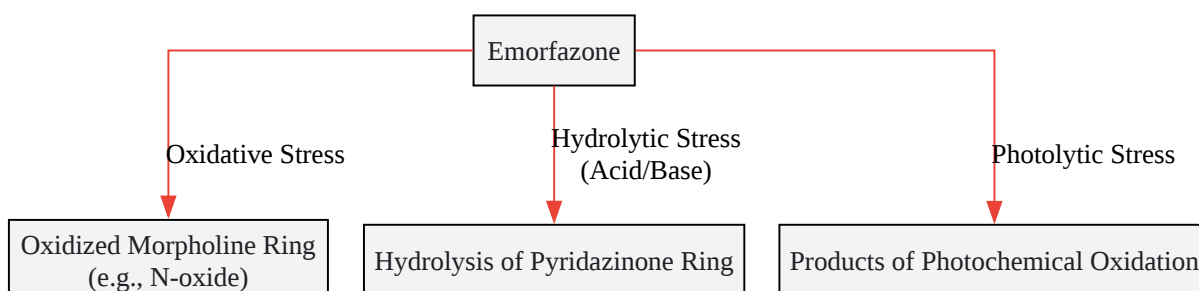 Emorfazone
Oxidative Stress
Hydrolytic Stress
(Acid/Base)
Photolytic Stress
Oxidized Morpholine Ring
(e.g., N-oxide)
Hydrolysis of Pyridazinone Ring
Products of Photochemical Oxidation